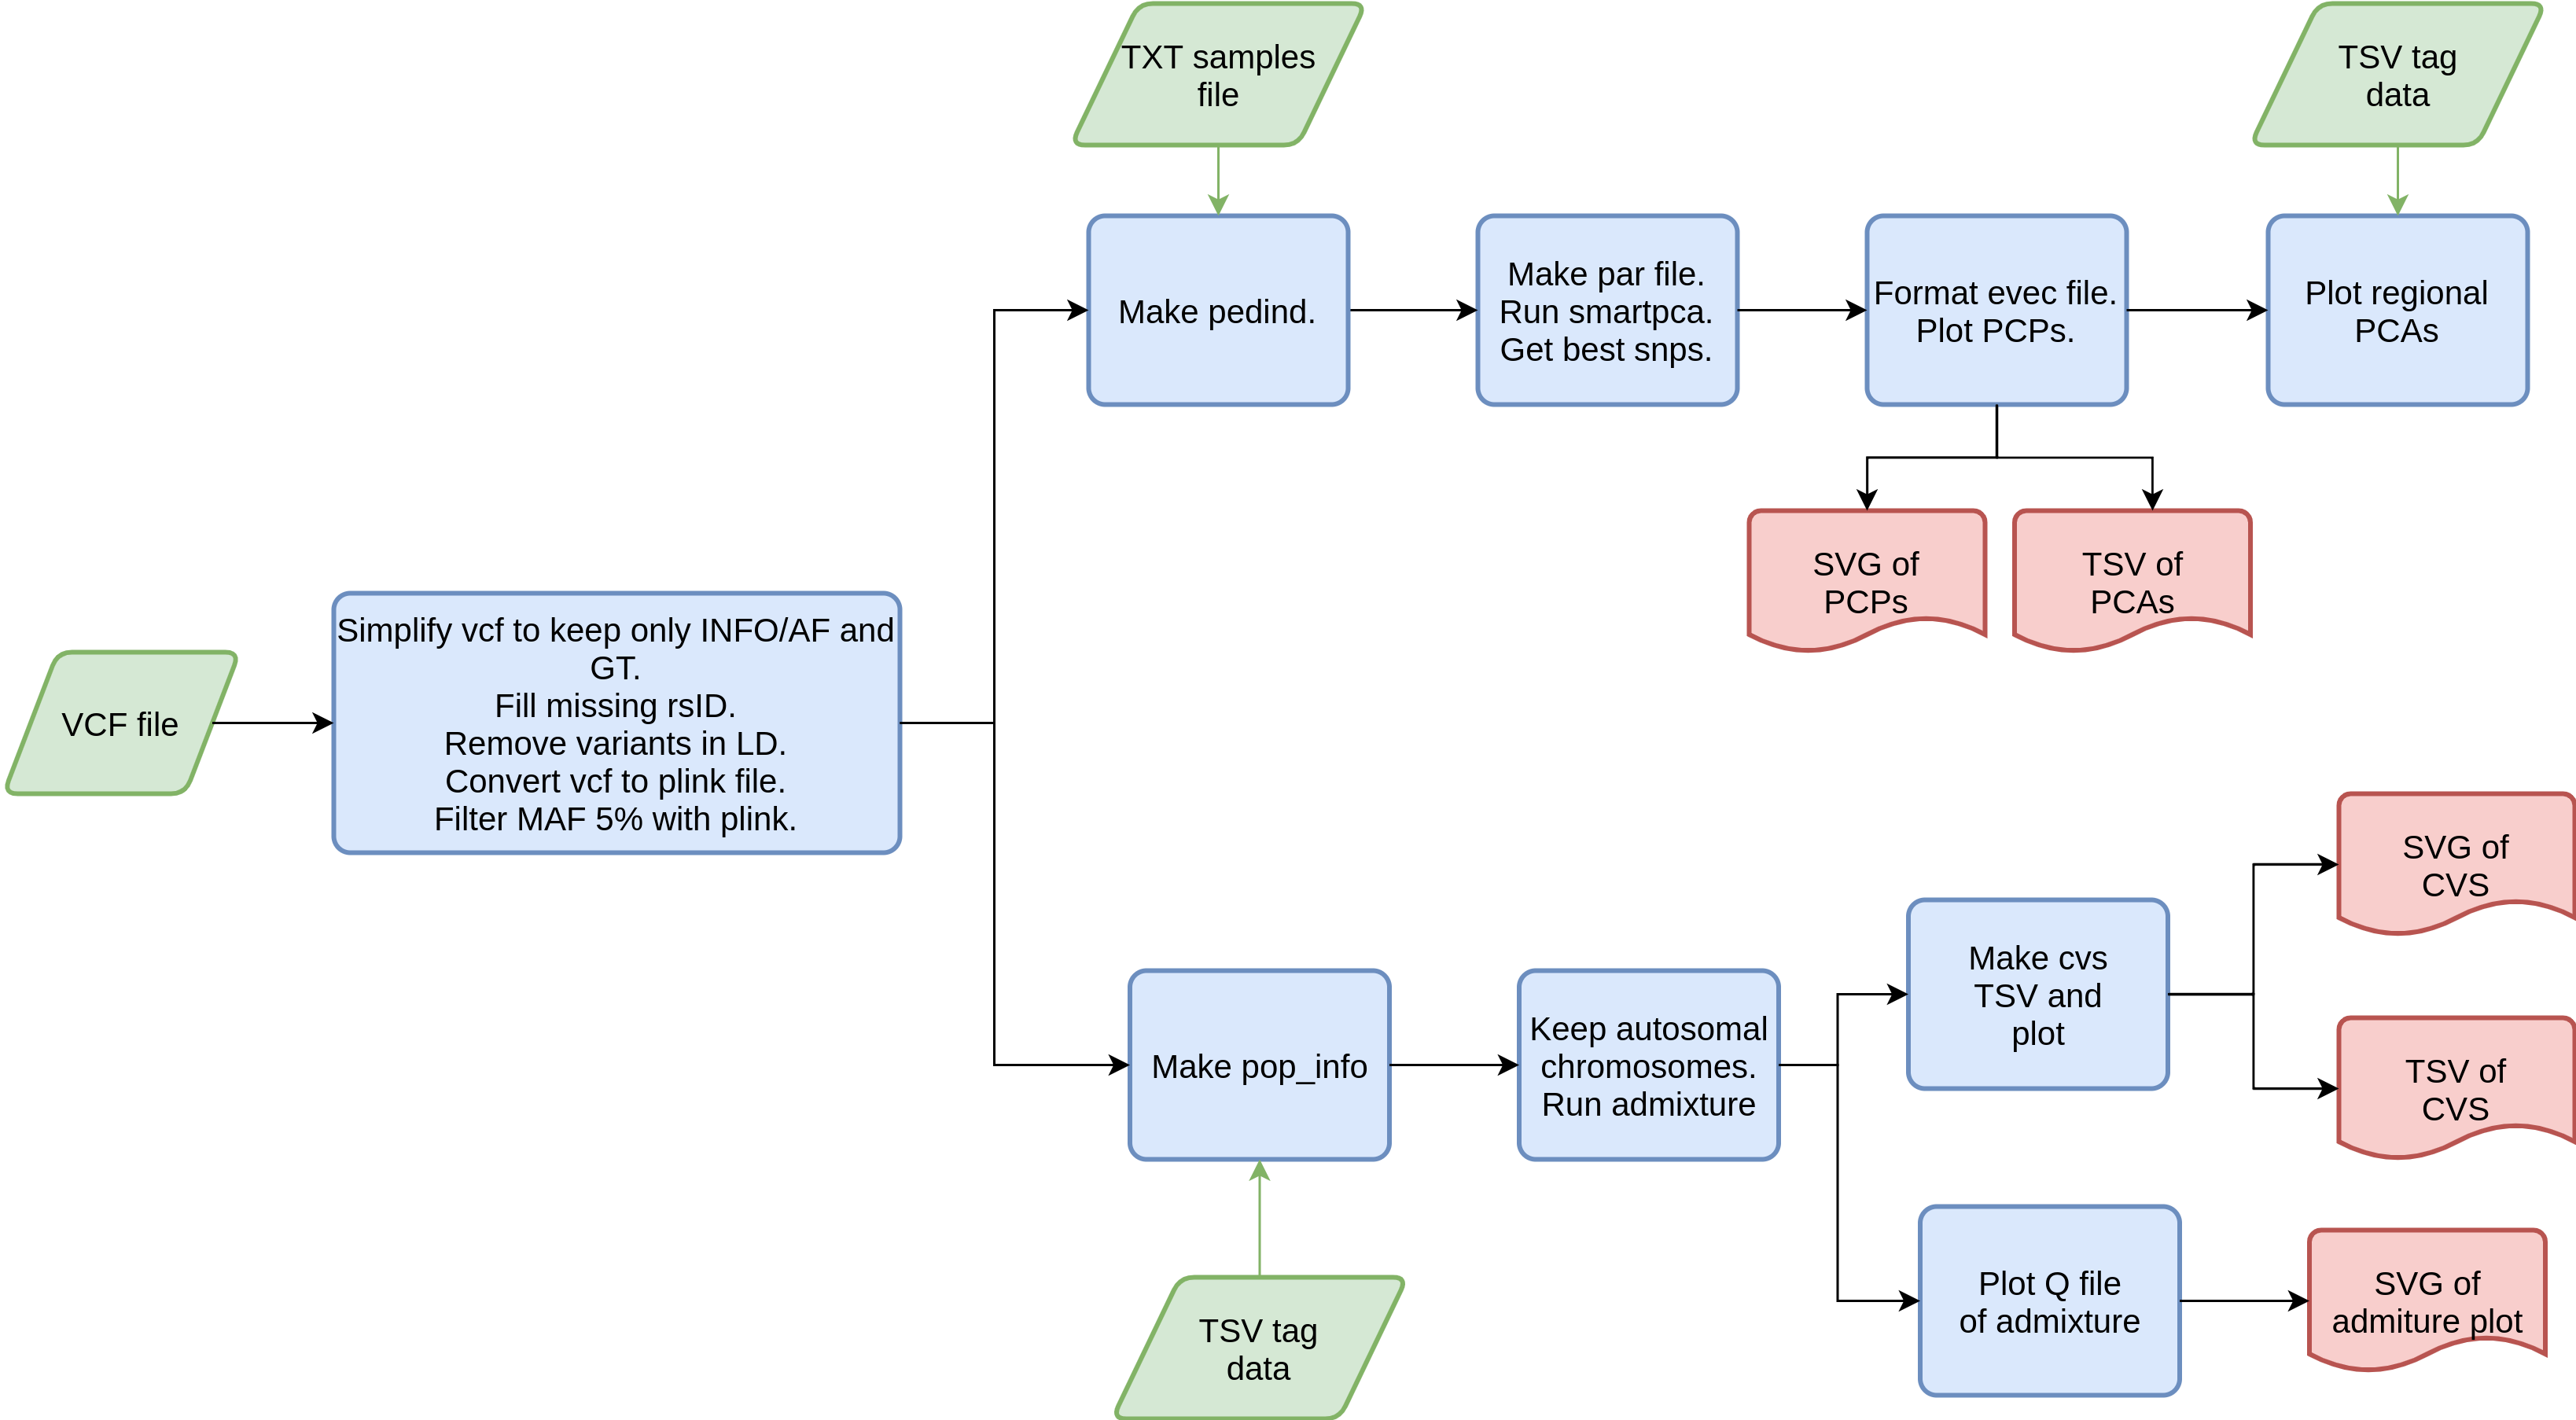 TXT samples
file
TSV tag
data
Make pedind.
Make par file.
Run smartpca.
Get best snps.
Format evec file.
Plot PCPs.
Plot regional
PCAs
SVG of
PCPs
TSV of
PCAs
VCF file
Simplify vcf to keep only INFO/AF and
GT.
Fill missing rsID.
Remove variants in LD.
Convert vcf to plink file.
Filter MAF 5% with plink.
Make pop_info
Keep autosomal
chromosomes.
Run admixture
Make cvs
TSV and
plot
SVG of
CVS
TSV of
CVS
Plot Q file
of admixture
SVG of
admiture plot
TSV tag
data